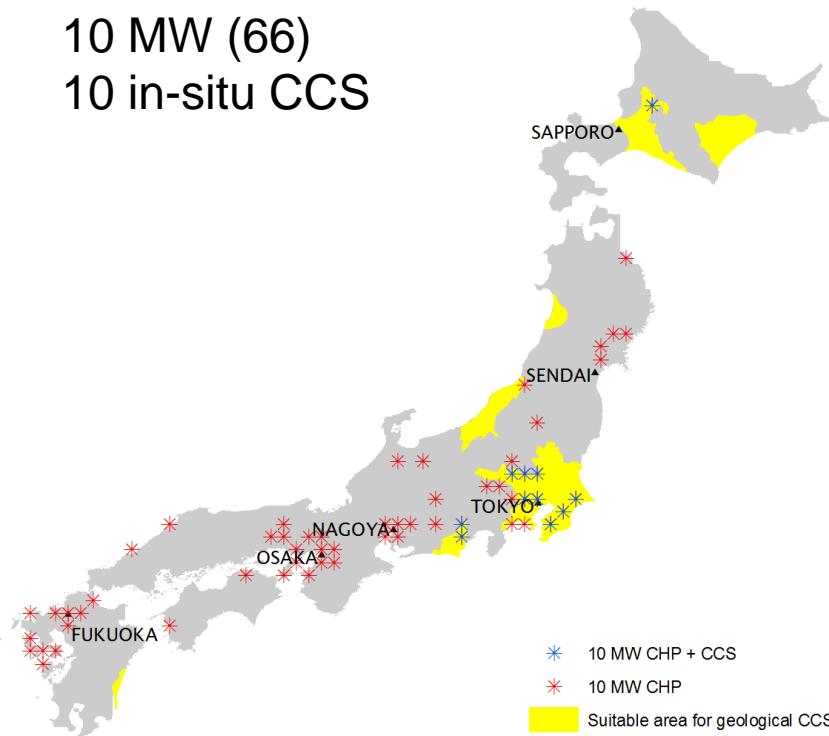 10 MW (66)
10 in-situ CCS
SAPPORO
SENDAI
TOKYO
NAGOYA
OSAKA
FUKUOKA
10 MW CHP + CCS
10 MW CHP
Suitable area for geological CCS